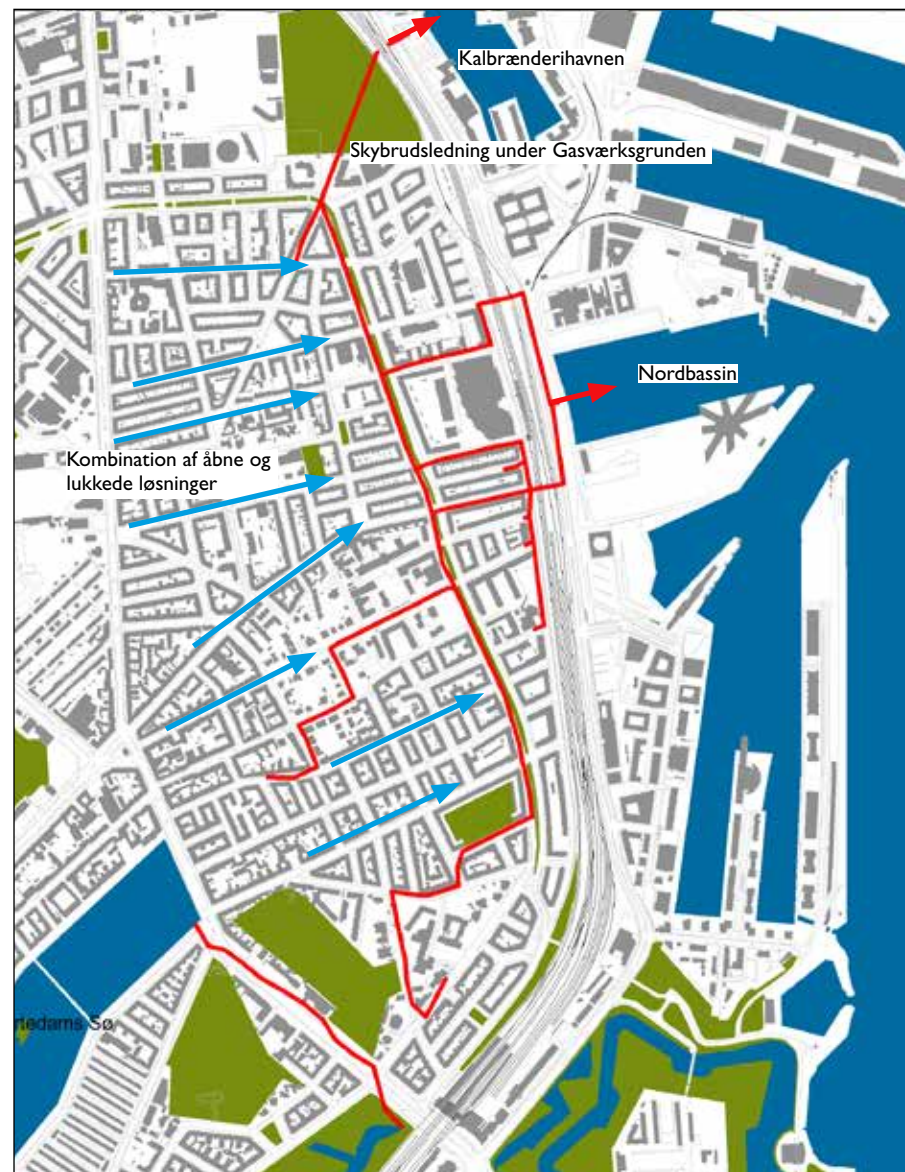 Kalbrænderihavnen
Skybrudsledning under Gasværksgrunden
Nordbassin
Kombination af åbne og
lukkede løsninger
rtedams Sø